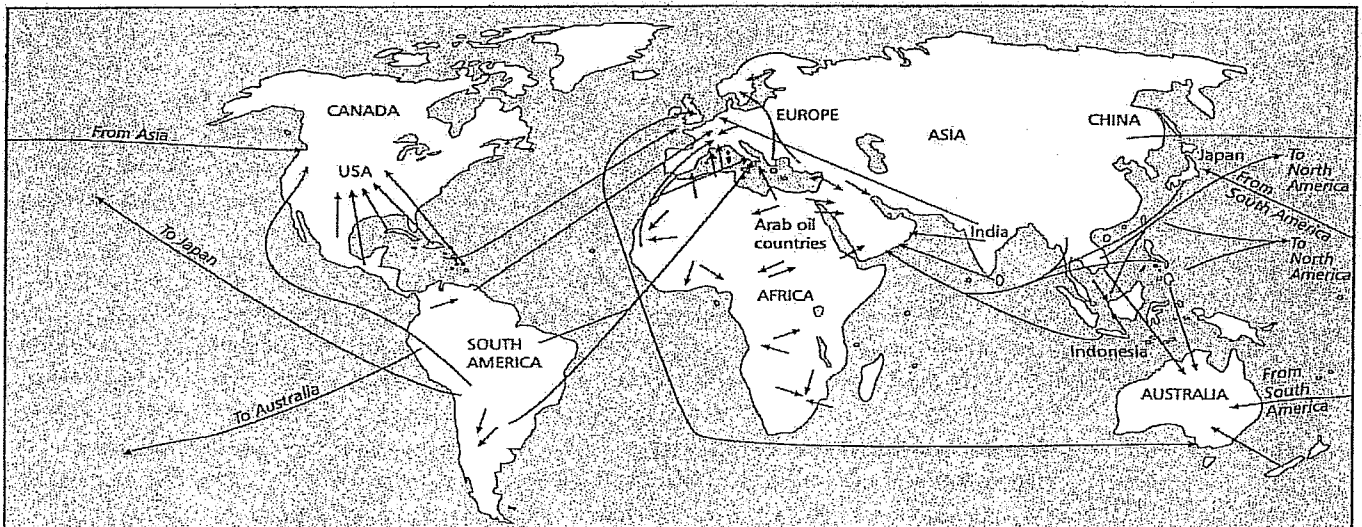 CANADA
EUROPE
ASIA
CHINA
From Asia
USA
Japan
To
North
America
From
South America
To Japan
Arab oil
countries
India
To
North
America
AFRICA
SOUTH
AMERICA
Indonesia
To Australia
AUSTRALIA
From
South
America